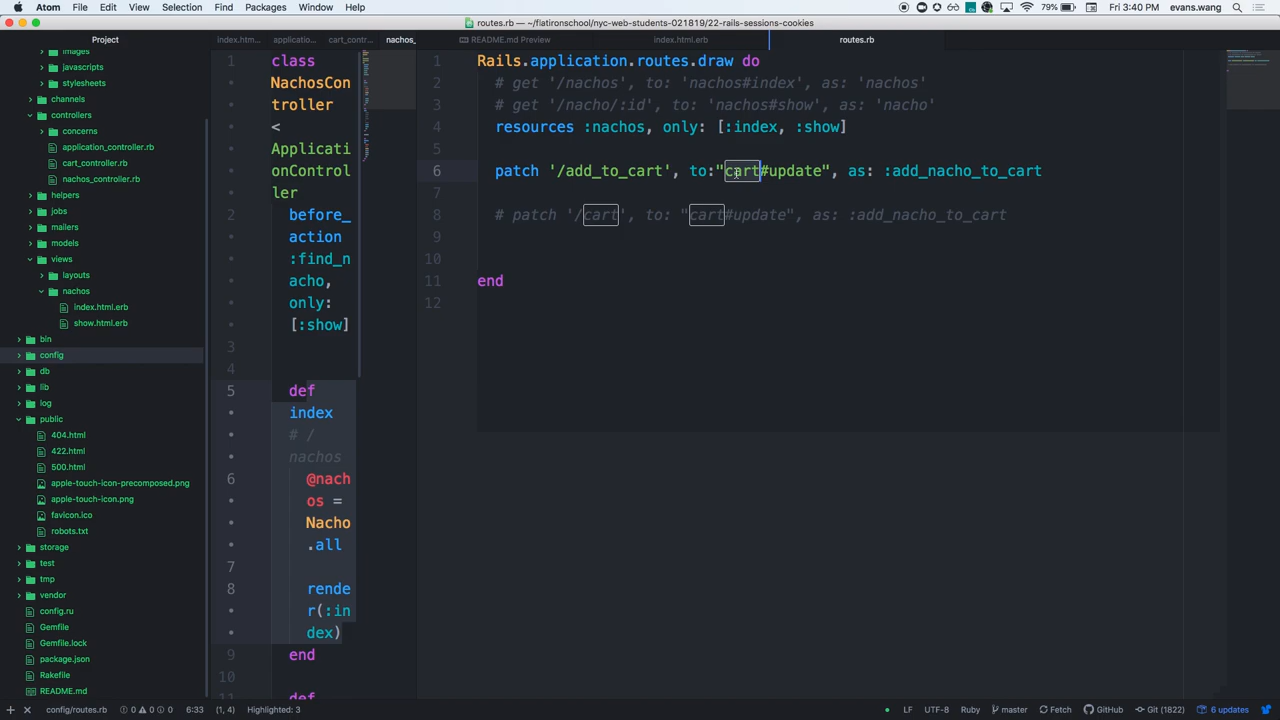 Atom File Edit View Selection Find Packages Window Help 79% Fri 3:40 PM evans.wang
routes.rb — ~/flatironschool/nyc-web-students-021819/22-rails-sessions-cookies
Project
images
javascripts
stylesheets
channels
controllers
concerns
application_controller.rb
cart_controller.rb
nachos_controller.rb
helpers
jobs
mailers
models
views
layouts
nachos
index.html.erb
show.html.erb
bin
config
db
lib
log
public
404.html
422.html
500.html
apple-touch-icon-precomposed.png
apple-touch-icon.png
favicon.ico
robots.txt
storage
test
tmp
vendor
config.ru
Gemfile
Gemfile.lock
package.json
Rakefile
README.md
index.htm... applicatio... cart_contr... nachos_
1 class
NachosCon
troller
<
Applicati
onControl
ler
2 before_
action
:find_n
acho,
only:
[:show]
3
4
5 def
index
# /
nachos
6 @nach
os =
Nacho
.all
7
8 rende
r(:in
dex)
9 end
10
11 def
README.md Preview index.html.erb routes.rb
1 Rails.application.routes.draw do
2 # get '/nachos', to: 'nachos#index', as: 'nachos'
3 # get '/nacho/:id', to: 'nachos#show', as: 'nacho'
4 resources :nachos, only: [:index, :show]
5
6 patch '/add_to_cart', to:"cart#update", as: :add_nacho_to_cart
7
8 # patch '/cart', to: "cart#update", as: :add_nacho_to_cart
9
10
11 end
12
config/routes.rb 0 0 0 6:33 (1, 4) Highlighted: 3 LF UTF-8 Ruby master Fetch GitHub Git (1822) 6 updates